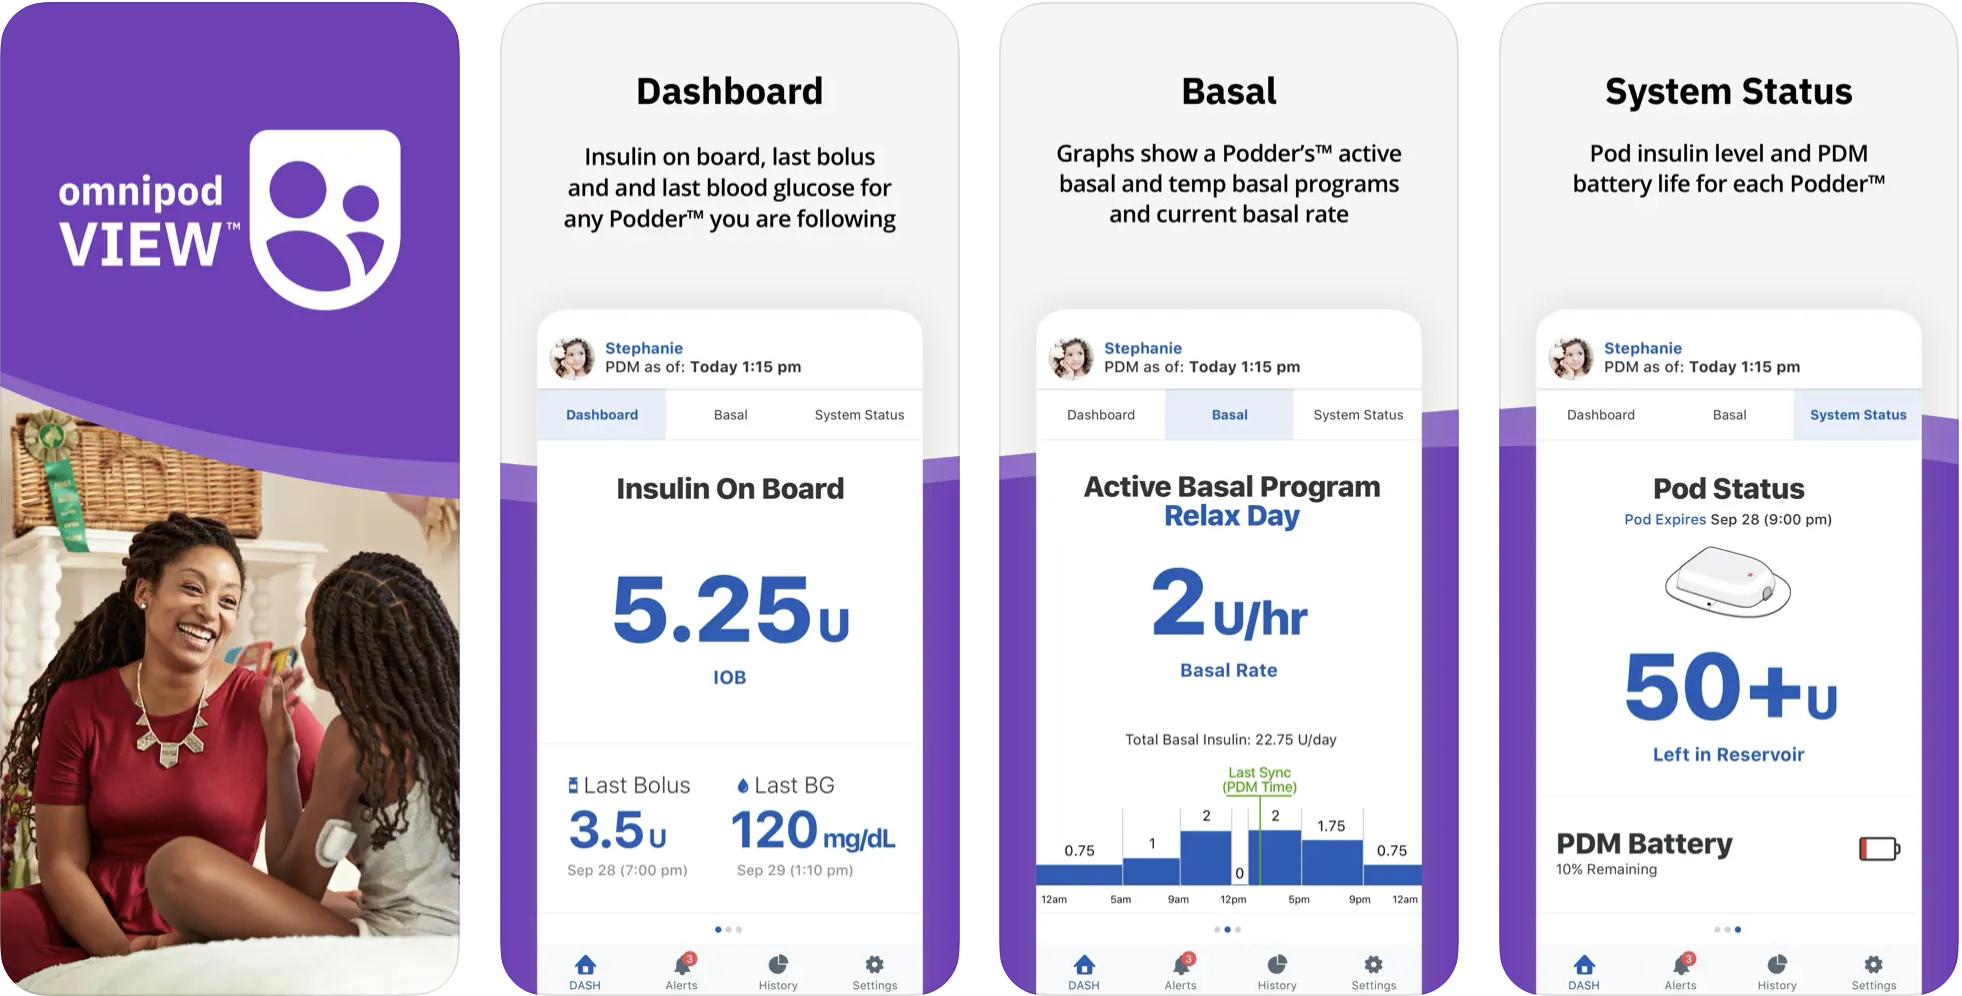 omnipod
VIEW™
Dashboard
Insulin on board, last bolus
and and last blood glucose for
any Podder™ you are following
Stephanie
PDM as of: Today 1:15 pm
Dashboard Basal System Status
Insulin On Board
5.25 U
IOB
Last Bolus Last BG
3.5 U 120 mg/dL
Sep 28 (7:00 pm) Sep 29 (1:10 pm)
3
DASH Alerts History Settings
Basal
Graphs show a Podder’s™ active
basal and temp basal programs
and current basal rate
Stephanie
PDM as of: Today 1:15 pm
Dashboard Basal System Status
Active Basal Program
Relax Day
2 U/hr
Basal Rate
Total Basal Insulin: 22.75 U/day
Last Sync
(PDM Time)
0.75 1 2 0 2 1.75 0.75
12am 5am 9am 12pm 5pm 9pm 12am
3
DASH Alerts History Settings
System Status
Pod insulin level and PDM
battery life for each Podder™
Stephanie
PDM as of: Today 1:15 pm
Dashboard Basal System Status
Pod Status
Pod Expires Sep 28 (9:00 pm)
50+ U
Left in Reservoir
PDM Battery
10% Remaining
3
DASH Alerts History Settings